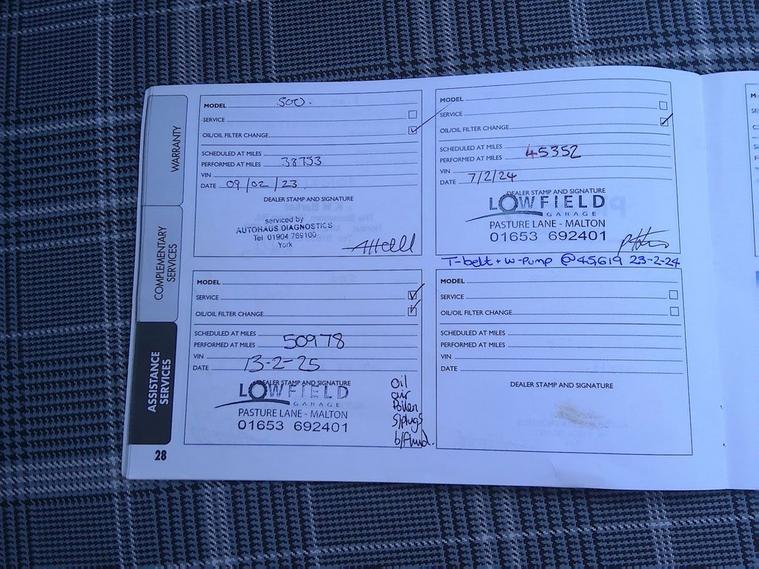 WARRANTY
COMPLEMENTARY
SERVICES
ASSISTANCE
SERVICES
28
MODEL 500.
SERVICE
OIL/OIL FILTER CHANGE
SCHEDULED AT MILES
PERFORMED AT MILES 38753
VIN
DATE 09/02/23
DEALER STAMP AND SIGNATURE
serviced by
AUTOHAUS DIAGNOSTICS
Tel 01904 769100
York
MODEL
SERVICE
OIL/OIL FILTER CHANGE
SCHEDULED AT MILES
PERFORMED AT MILES 45352
VIN
DATE 7/2/24
DEALER STAMP AND SIGNATURE
LOWFIELD
GARAGE
PASTURE LANE - MALTON
01653 692401
T-belt + W-Pump @45,619 23-2-24
MODEL
SERVICE
OIL/OIL FILTER CHANGE
SCHEDULED AT MILES
PERFORMED AT MILES 50978
VIN
DATE 13-2-25
DEALER STAMP AND SIGNATURE
LOWFIELD
GARAGE
PASTURE LANE - MALTON
01653 692401
Oil
air
Pollen
S/plugs
b/fluid.
MODEL
SERVICE
OIL/OIL FILTER CHANGE
SCHEDULED AT MILES
PERFORMED AT MILES
VIN
DATE
DEALER STAMP AND SIGNATURE